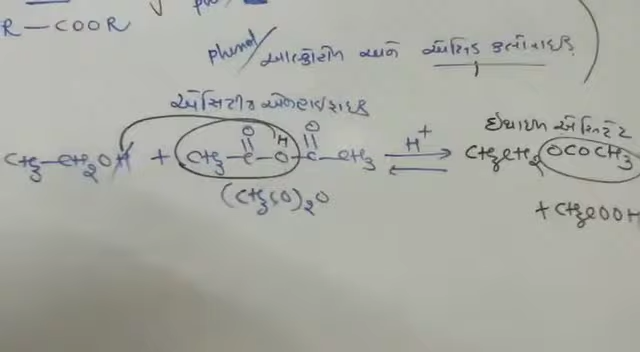 R-COOR
phenol/આલ્કોહોલ અને એસિડ ક્લોરાઇડ
એસિટીક એનહાઇડ્રાઇડ
ઇથાઇલ એસિટેટ
O H O
CH3-CH2OH + CH3-C-O-C-CH3 H+ CH3CH2OCOCH3
(CH3CO)2O
+ CH3COOH